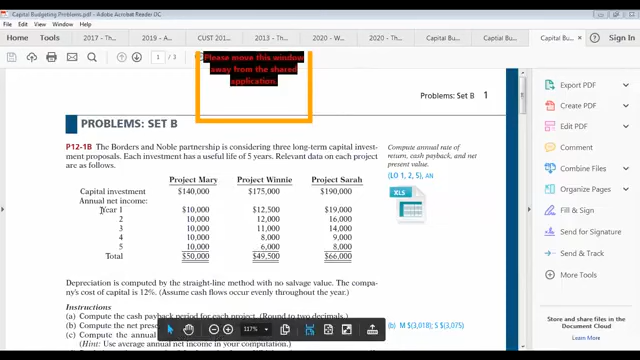 Capital Budgeting Problems.pdf - Adobe Acrobat Reader DC
File Edit View Window Help
Home Tools 2017 - Th... 2019 - A... CUST 201... 2013 - Th... 2020 - W... 2020 - Th... Capital Bu... Captial Bu... Capital Bu... Sign In
1 / 3
Please move this window
away from the shared
application.
Problems: Set B 1
PROBLEMS: SET B
P12-1B The Borders and Noble partnership is considering three long-term capital invest-
ment proposals. Each investment has a useful life of 5 years. Relevant data on each project
are as follows.
Compute annual rate of
return, cash payback, and net
present value.
(LO 1, 2, 5), AN
XLS
Project Mary Project Winnie Project Sarah
Capital investment $140,000 $175,000 $190,000
Annual net income:
Year 1 $10,000 $12,500 $19,000
2 10,000 12,000 16,000
3 10,000 11,000 14,000
4 10,000 8,000 9,000
5 10,000 6,000 8,000
Total $50,000 $49,500 $66,000
Depreciation is computed by the straight-line method with no salvage value. The compa-
ny's cost of capital is 12%. (Assume cash flows occur evenly throughout the year.)
Instructions
(a) Compute the cash payback period for each project. (Round to two decimals.)
(b) Compute the net pres
(b) M $(3,018); S $(3,075)
(c) Compute the annual
(Hint: Use average annual net income in your computation.)
117%
Export PDF
Create PDF
Edit PDF
Comment
Combine Files
Organize Pages
Fill & Sign
Send & Track
More Tools
Store and share files in the
Document Cloud
Learn More